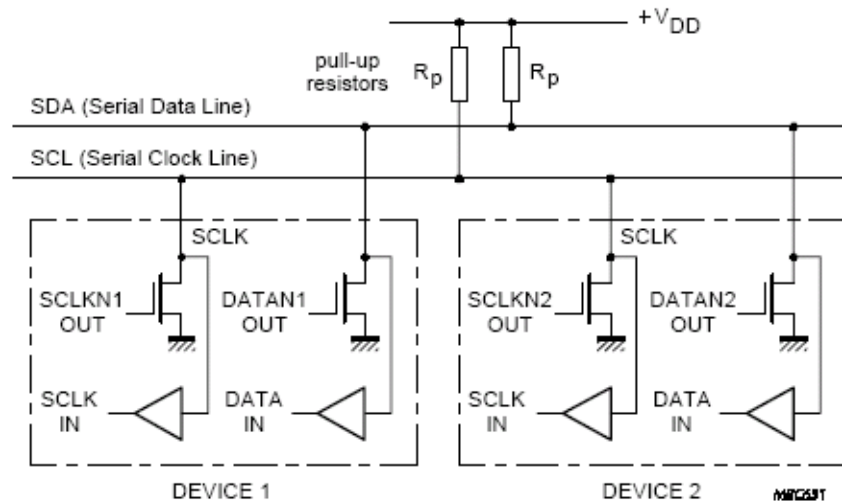 +VDD
pull-up
resistors
Rp
Rp
SDA (Serial Data Line)
SCL (Serial Clock Line)
SCLK
SCLKN1
OUT
DATAN1
OUT
SCLK
IN
DATA
IN
DEVICE 1
SCLK
SCLKN2
OUT
DATAN2
OUT
SCLK
IN
DATA
IN
DEVICE 2